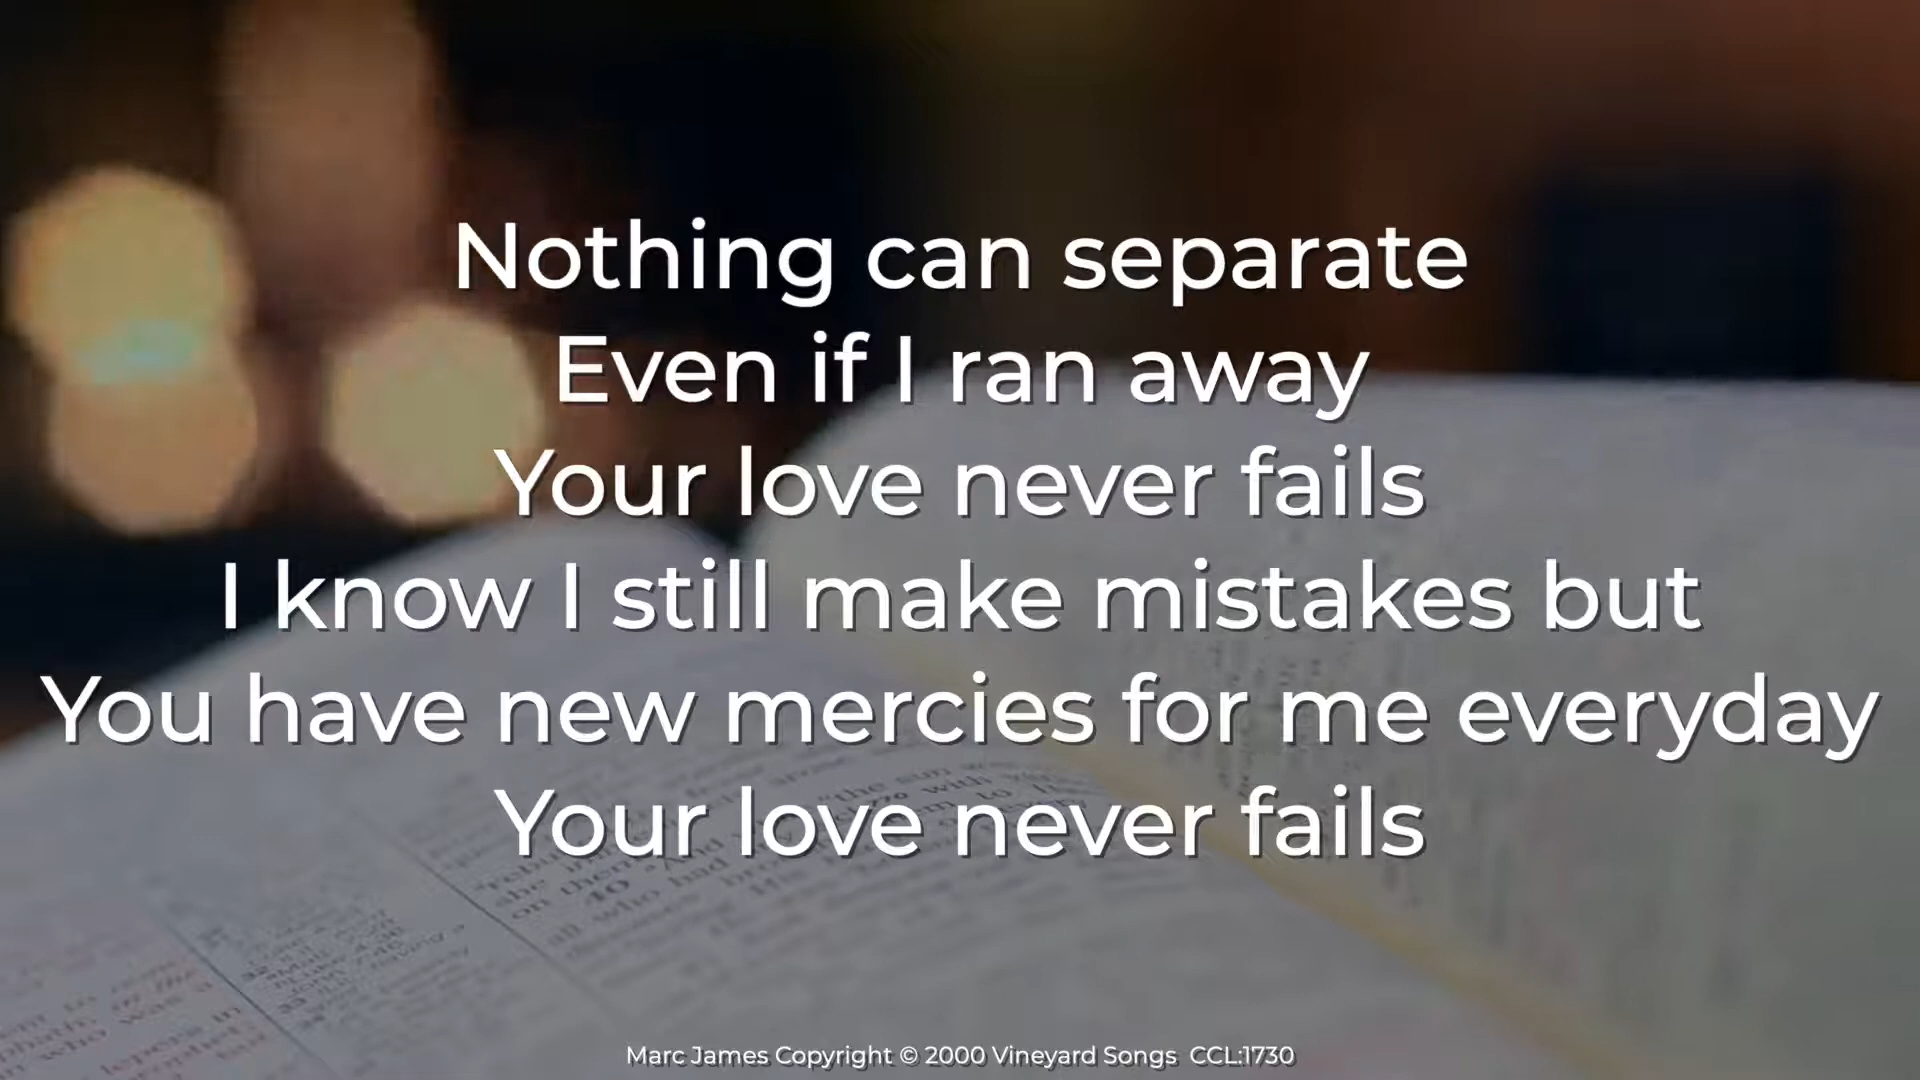 Nothing can separate
Even if I ran away
Your love never fails
I know I still make mistakes but
You have new mercies for me everyday
Your love never fails
Marc James Copyright © 2000 Vineyard Songs CCL:1730